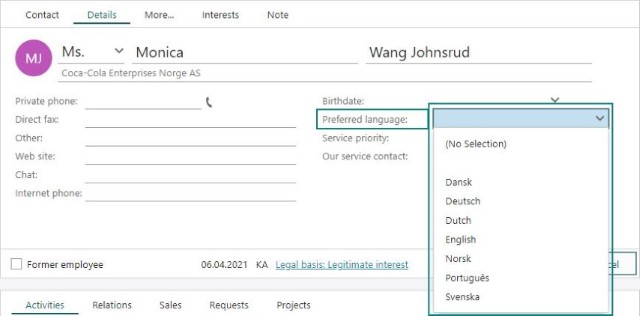 Contact Details More... Interests Note
MJ Ms. Monica Wang Johnsrud
Coca-Cola Enterprises Norge AS
Private phone: Birthdate:
Direct fax: Preferred language:
Other: Service priority: (No Selection)
Web site: Our service contact:
Chat: Dansk
Internet phone: Deutsch
Dutch
English
Norsk
Português
Svenska
Former employee 06.04.2021 KA Legal basis: Legitimate interest
Activities Relations Sales Requests Projects